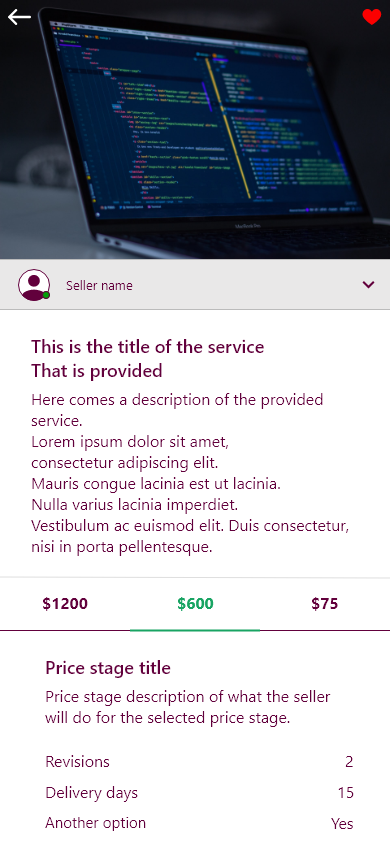 Seller name
This is the title of the service
That is provided
Here comes a description of the provided
service.
Lorem ipsum dolor sit amet,
consectetur adipiscing elit.
Mauris congue lacinia est ut lacinia.
Nulla varius lacinia imperdiet.
Vestibulum ac euismod elit. Duis consectetur,
nisi in porta pellentesque.
$1200 $600 $75
Price stage title
Price stage description of what the seller
will do for the selected price stage.
Revisions 2
Delivery days 15
Another option Yes